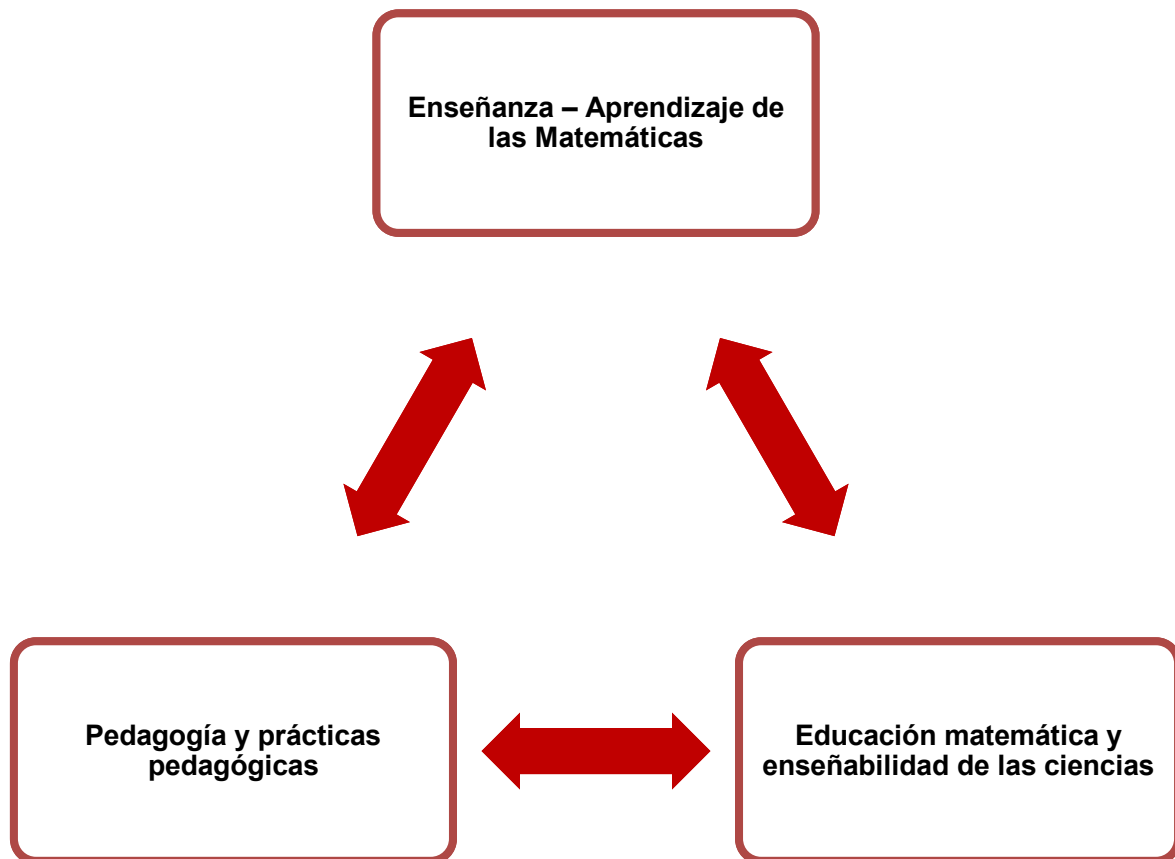 Enseñanza – Aprendizaje de
las Matemáticas
Pedagogía y prácticas
pedagógicas
Educación matemática y
enseñabilidad de las ciencias